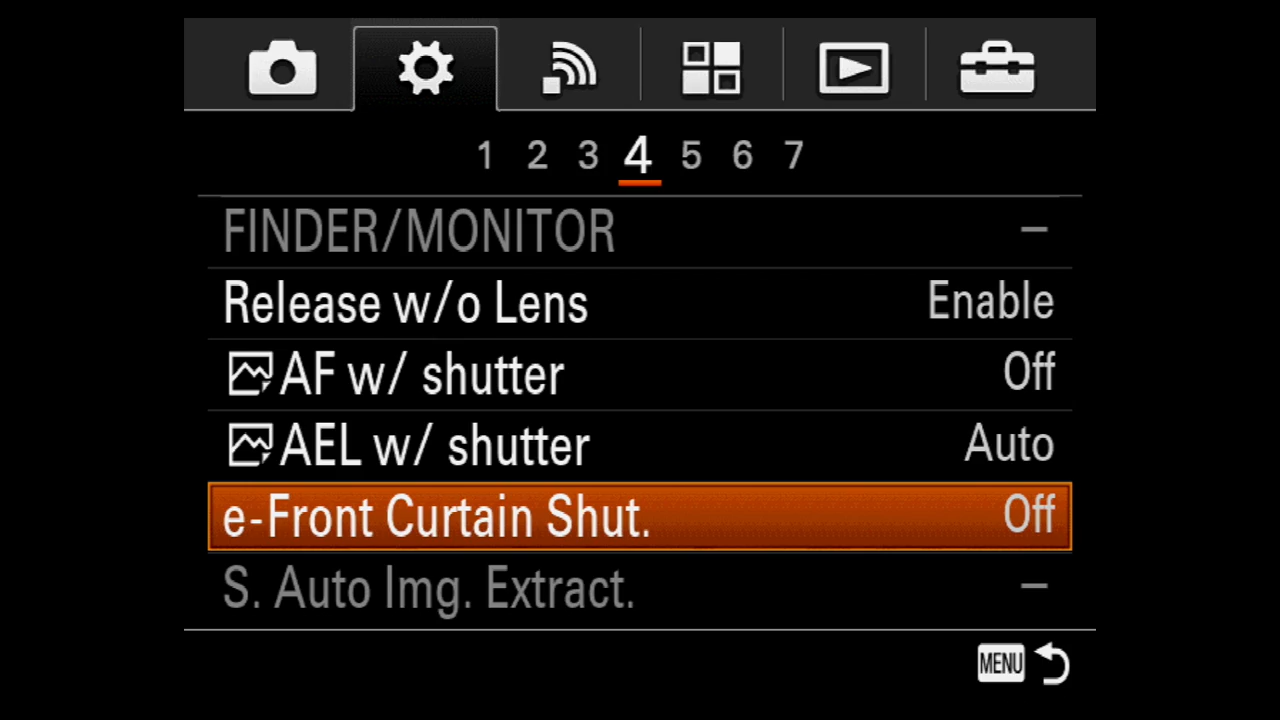 1 2 3 4 5 6 7
FINDER/MONITOR –
Release w/o Lens Enable
AF w/ shutter Off
AEL w/ shutter Auto
e-Front Curtain Shut. Off
S. Auto Img. Extract. –
MENU